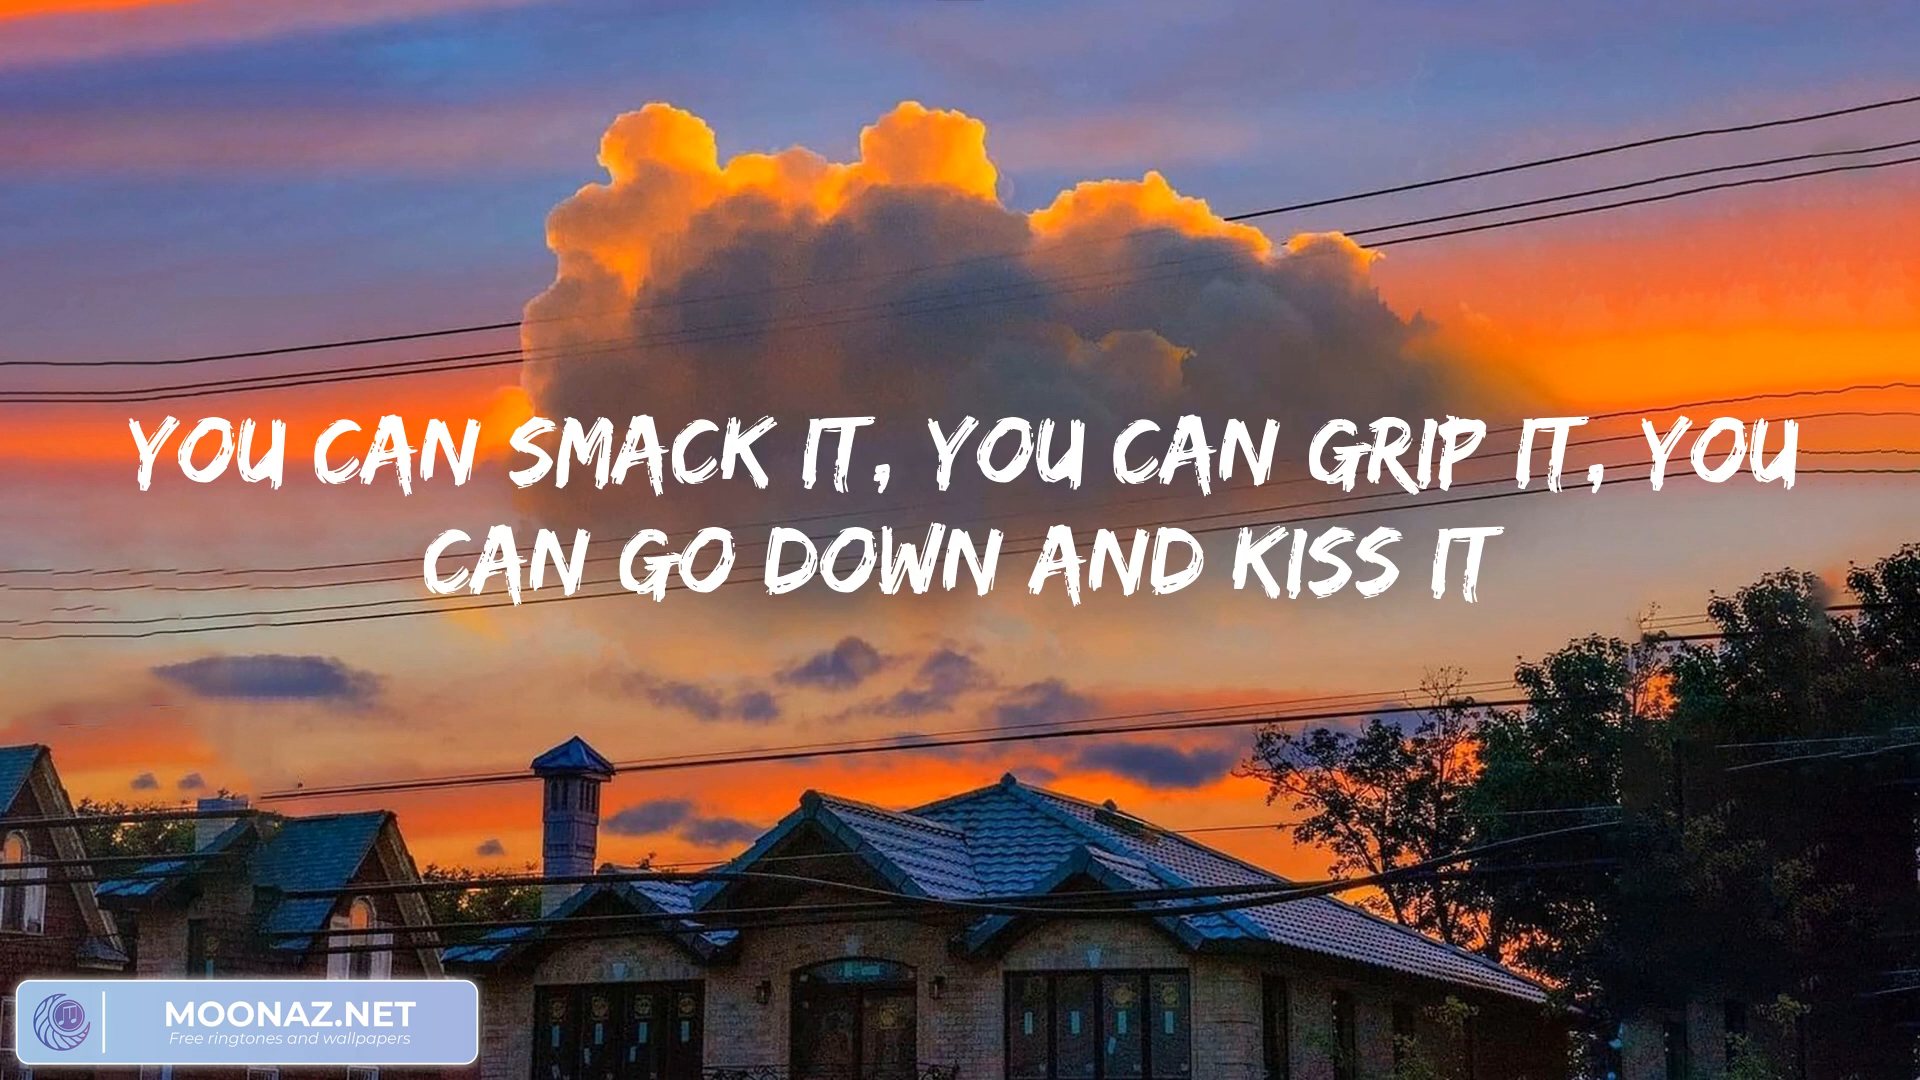 YOU CAN SMACK IT, YOU CAN GRIP IT, YOU
CAN GO DOWN AND KISS IT
MOONAZ.NET
Free ringtones and wallpapers